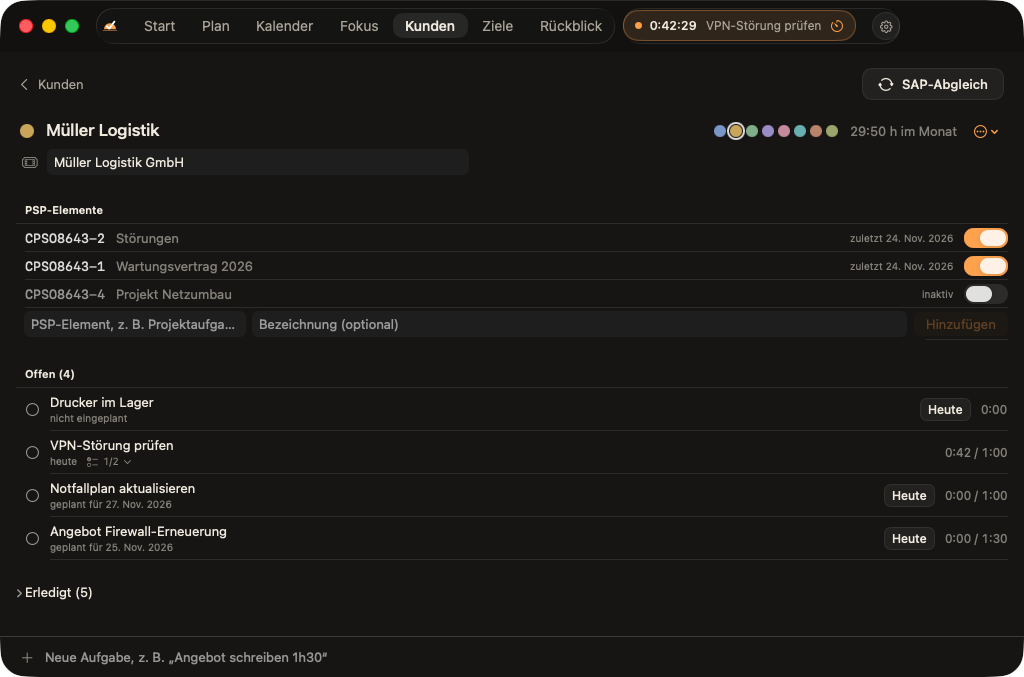 Start Plan Kalender Fokus Kunden Ziele Rückblick 0:42:29 VPN-Störung prüfen
Kunden SAP-Abgleich
Müller Logistik 29:50 h im Monat
Müller Logistik GmbH
PSP-Elemente
CPS08643–2 Störungen zuletzt 24. Nov. 2026
CPS08643–1 Wartungsvertrag 2026 zuletzt 24. Nov. 2026
CPS08643–4 Projekt Netzumbau inaktiv
PSP-Element, z. B. Projektaufga... Bezeichnung (optional) Hinzufügen
Offen (4)
Drucker im Lager Heute 0:00
nicht eingeplant
VPN-Störung prüfen 0:42 / 1:00
heute 1/2
Notfallplan aktualisieren Heute 0:00 / 1:00
geplant für 27. Nov. 2026
Angebot Firewall-Erneuerung Heute 0:00 / 1:30
geplant für 25. Nov. 2026
Erledigt (5)
Neue Aufgabe, z. B. „Angebot schreiben 1h30“